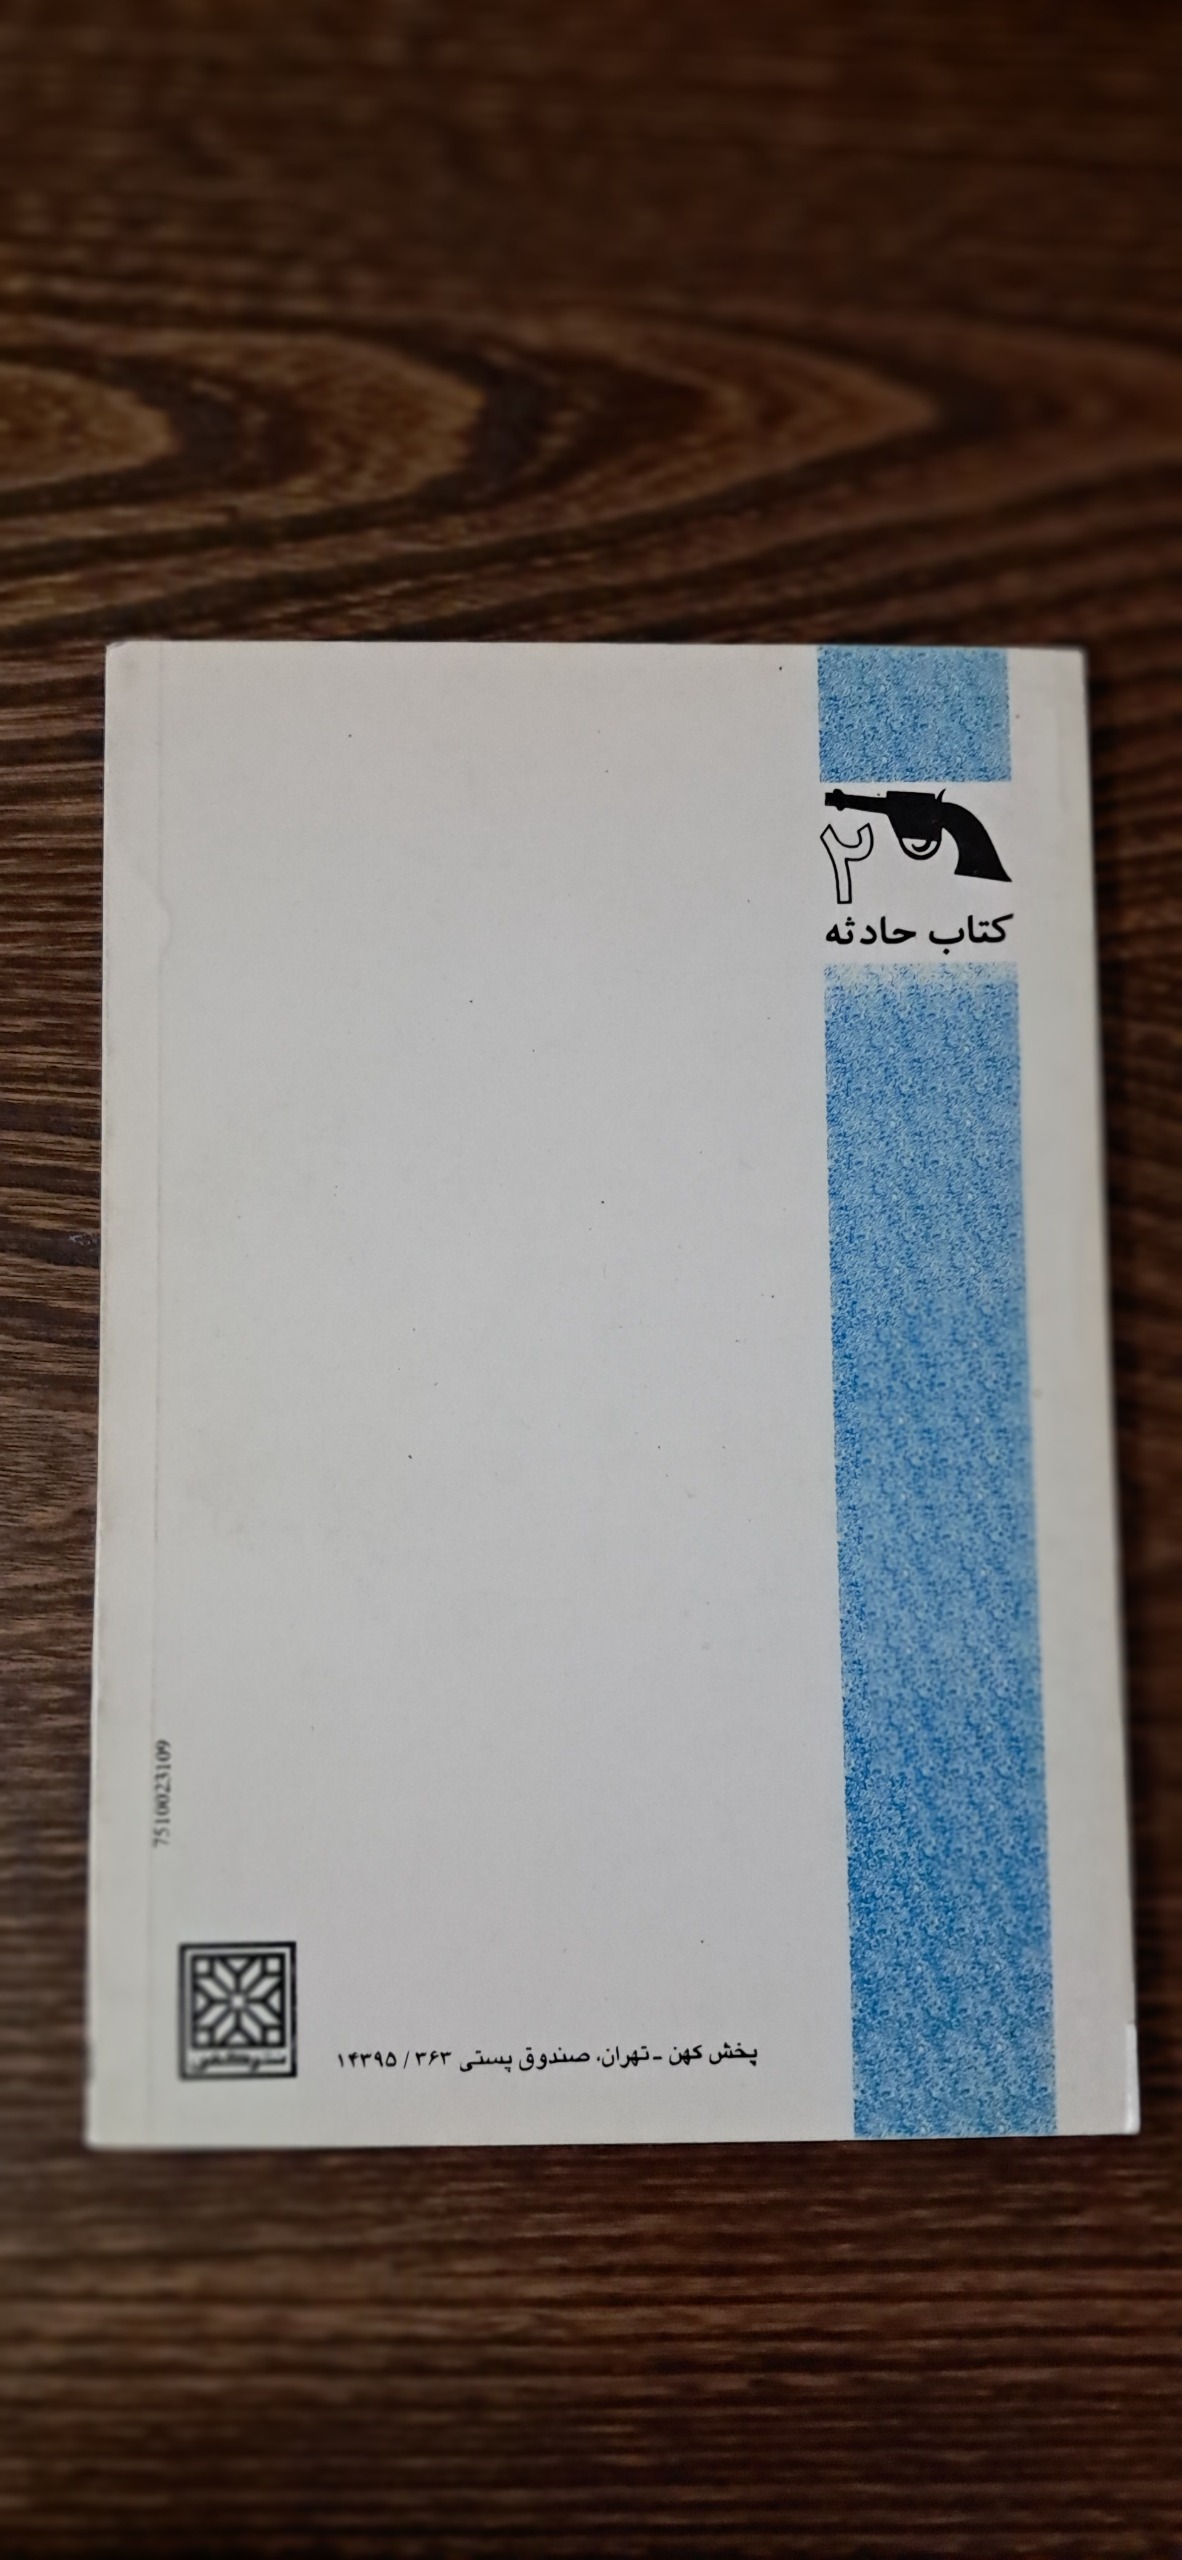 ۲
کتاب حادثه
7510023109
پخش کهن ـ تهران، صندوق پستی ۳۶۳ / ۱۴۳۹۵